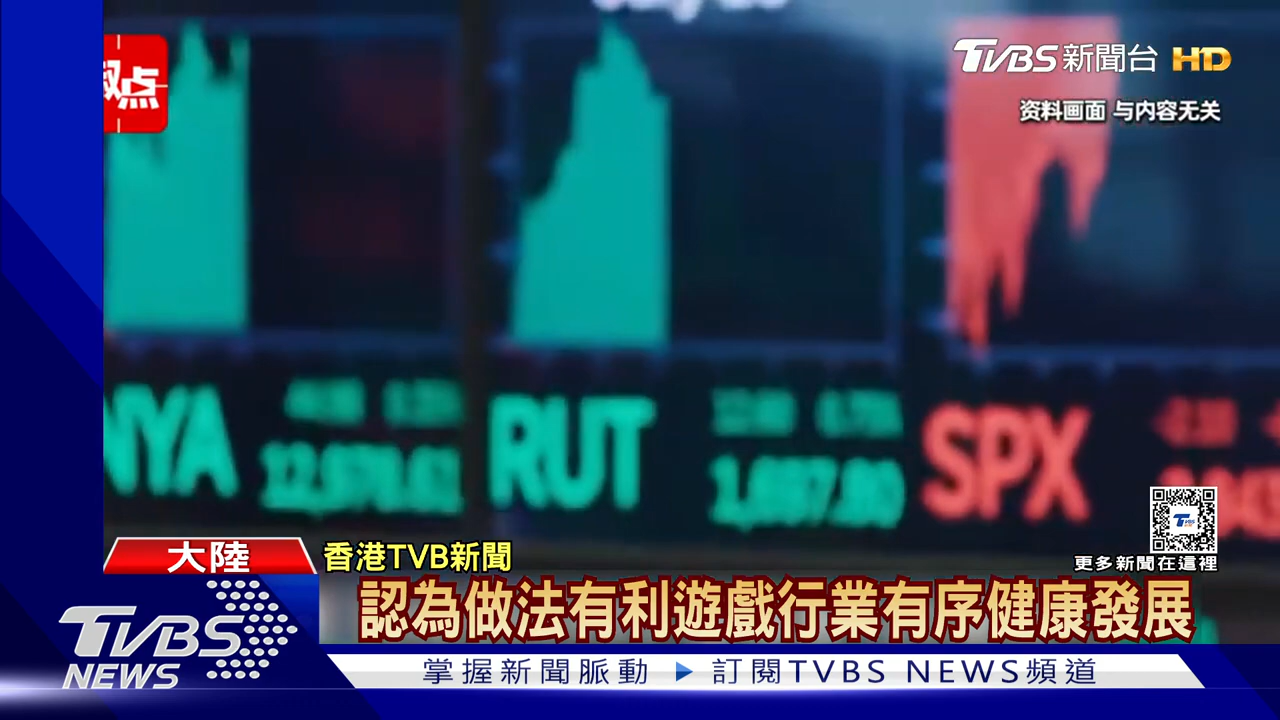 TVBS新聞台 HD
点
资料画面 与内容无关
NYA
RUT
SPX
更多新聞在這裡
大陸
香港TVB新聞
認為做法有利遊戲行業有序健康發展
TVBS
NEWS
掌握新聞脈動 ▶ 訂閱TVBS NEWS頻道